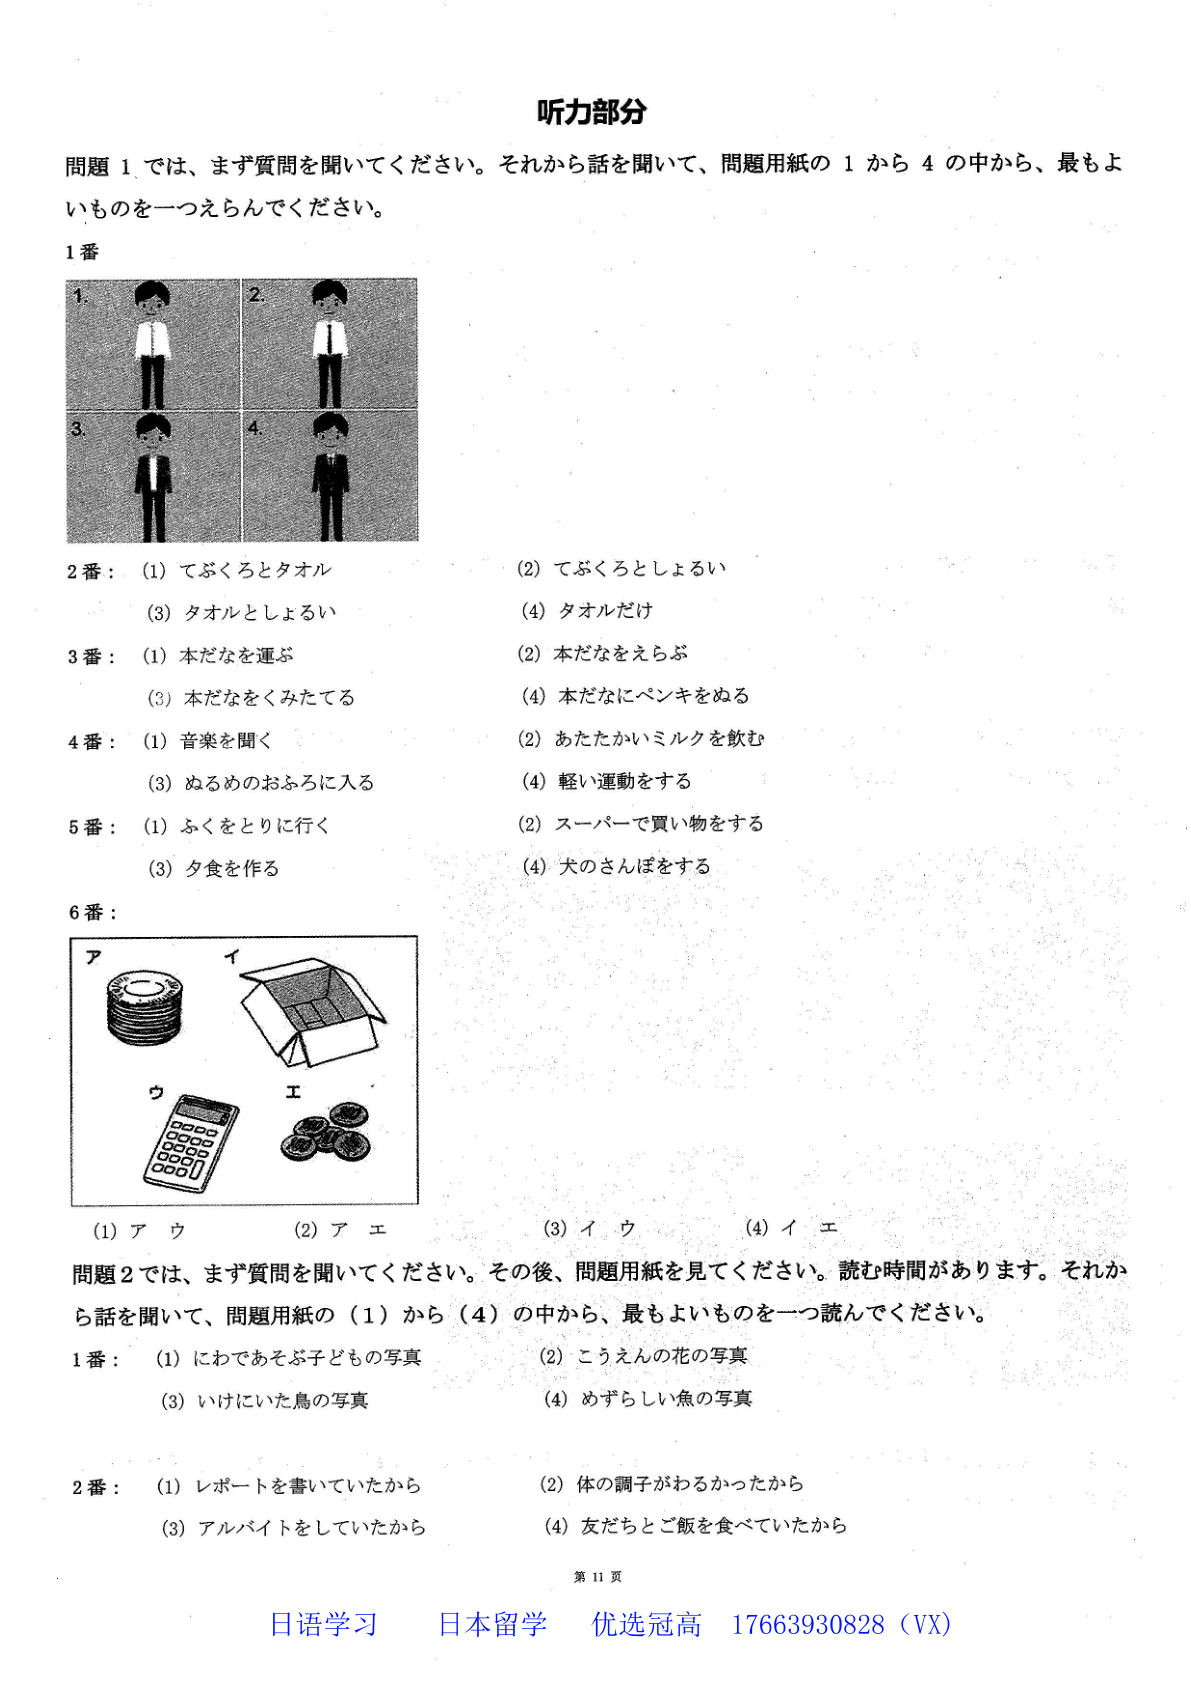 听力部分
問題 1 では、まず質問を聞いてください。それから話を聞いて、問題用紙の 1 から 4 の中から、最もよ
いものを一つえらんでください。
1番
1.
2.
3.
4.
2番： （1）てぶくろとタオル （2）てぶくろとしょるい
（3）タオルとしょるい （4）タオルだけ
3番： （1）本だなを運ぶ （2）本だなをえらぶ
（3）本だなをくみたてる （4）本だなにペンキをぬる
4番： （1）音楽を聞く （2）あたたかいミルクを飲む
（3）ぬるめのおふろに入る （4）軽い運動をする
5番： （1）ふくをとりに行く （2）スーパーで買い物をする
（3）夕食を作る （4）犬のさんぽをする
6番：
ア イ
ウ エ
（1）ア ウ （2）ア エ （3）イ ウ （4）イ エ
問題２では、まず質問を聞いてください。その後、問題用紙を見てください。読む時間があります。それか
ら話を聞いて、問題用紙の（１）から（４）の中から、最もよいものを一つ読んでください。
1番： （1）にわであそぶ子どもの写真 （2）こうえんの花の写真
（3）いけにいた鳥の写真 （4）めずらしい魚の写真
2番： （1）レポートを書いていたから （2）体の調子がわるかったから
（3）アルバイトをしていたから （4）友だちとご飯を食べていたから
第 11 页
日语学习 日本留学 优选冠高 17663930828（VX）